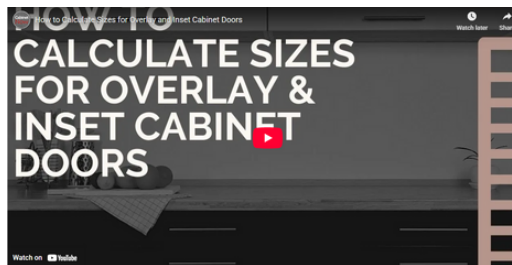 How to Calculate Sizes for Overlay and Inset Cabinet Doors
Watch later
Shar
HOW TO
CALCULATE SIZES
FOR OVERLAY &
INSET CABINET
DOORS
Watch on YouTube